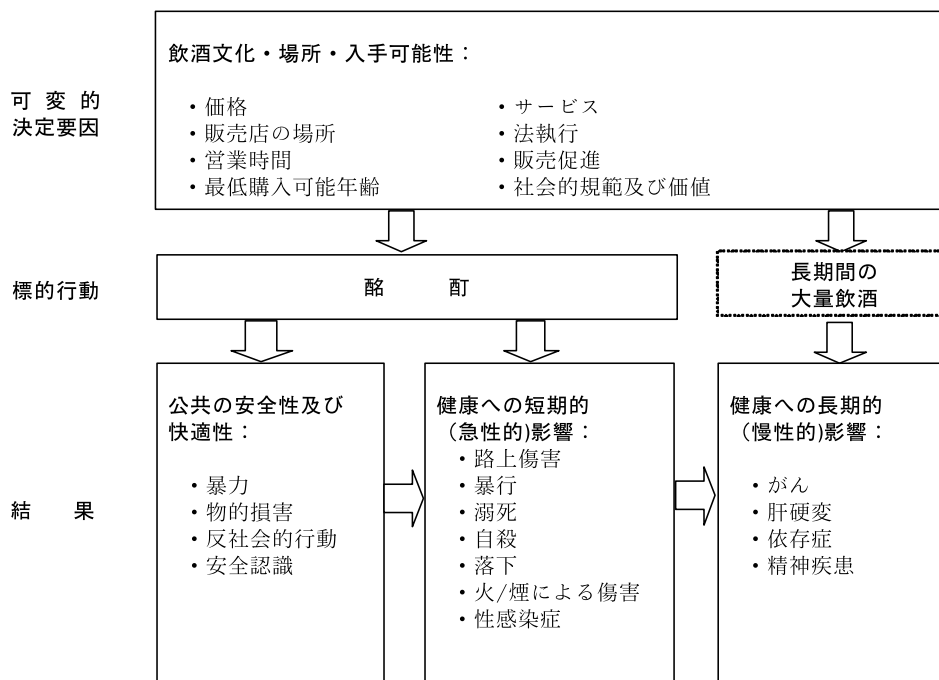 可 変 的
決定要因
飲酒文化・場所・入手可能性：
・価格
・販売店の場所
・営業時間
・最低購入可能年齢
・サービス
・法執行
・販売促進
・社会的規範及び価値
標的行動
酩　　酊
長期間の
大量飲酒
結　　果
公共の安全性及び
快適性：
・暴力
・物的損害
・反社会的行動
・安全認識
健康への短期的
（急性的)影響：
・路上傷害
・暴行
・溺死
・自殺
・落下
・火/煙による傷害
・性感染症
健康への長期的
（慢性的)影響：
・がん
・肝硬変
・依存症
・精神疾患